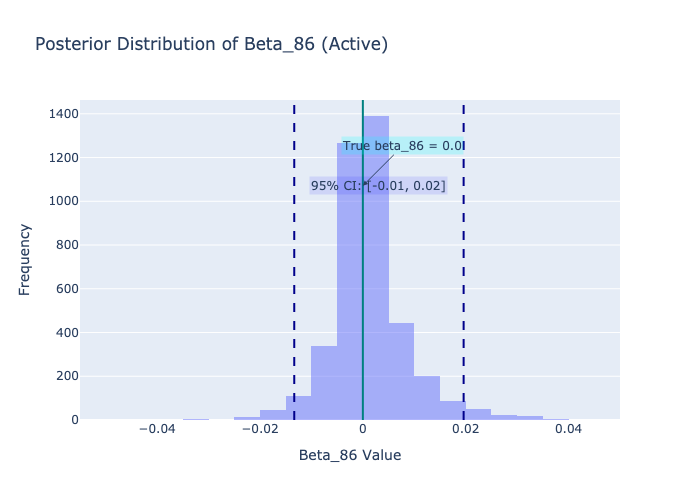 Posterior Distribution of Beta_86 (Active)
1400
1200
1000
800
600
400
200
0
Frequency
True beta_86 = 0.0
95% CI: [-0.01, 0.02]
−0.04
−0.02
0
0.02
0.04
Beta_86 Value